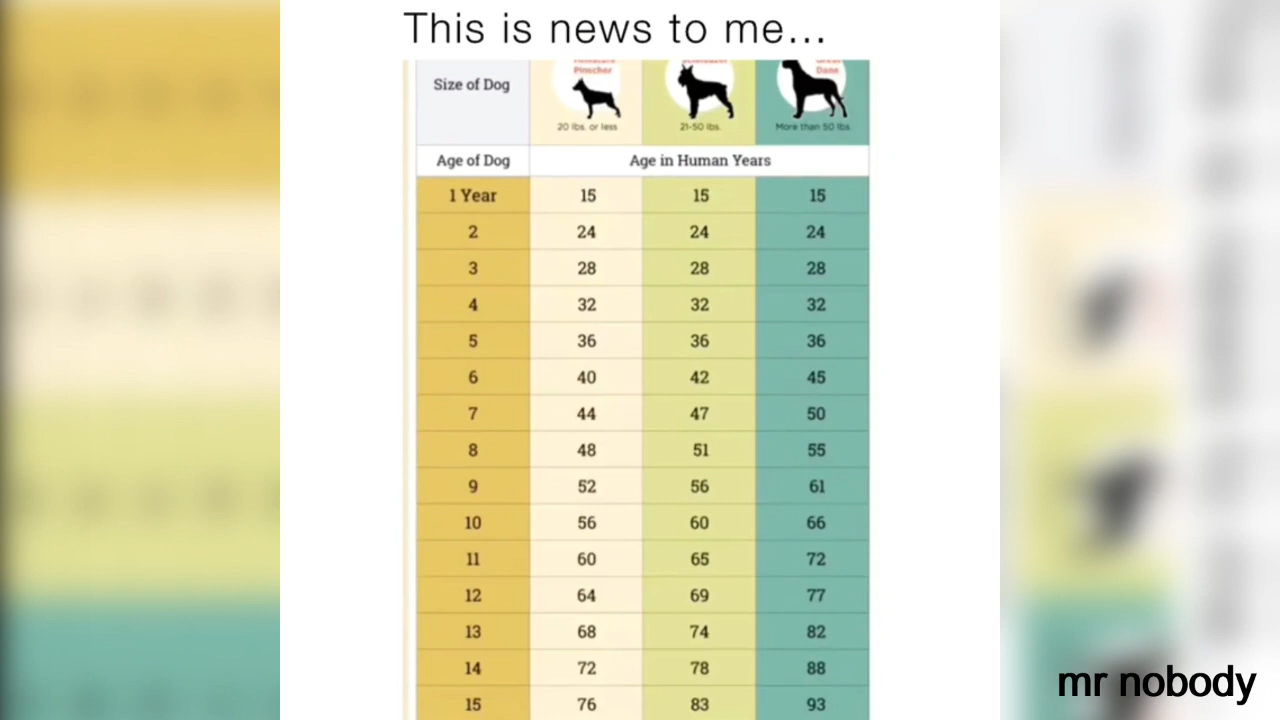 This is news to me...
Size of Dog
Pinscher
Dane
20 lbs. or less
21-50 lbs.
More than 50 lbs.
Age of Dog Age in Human Years
1 Year 15 15 15
2 24 24 24
3 28 28 28
4 32 32 32
5 36 36 36
6 40 42 45
7 44 47 50
8 48 51 55
9 52 56 61
10 56 60 66
11 60 65 72
12 64 69 77
13 68 74 82
14 72 78 88
15 76 83 93
mr nobody